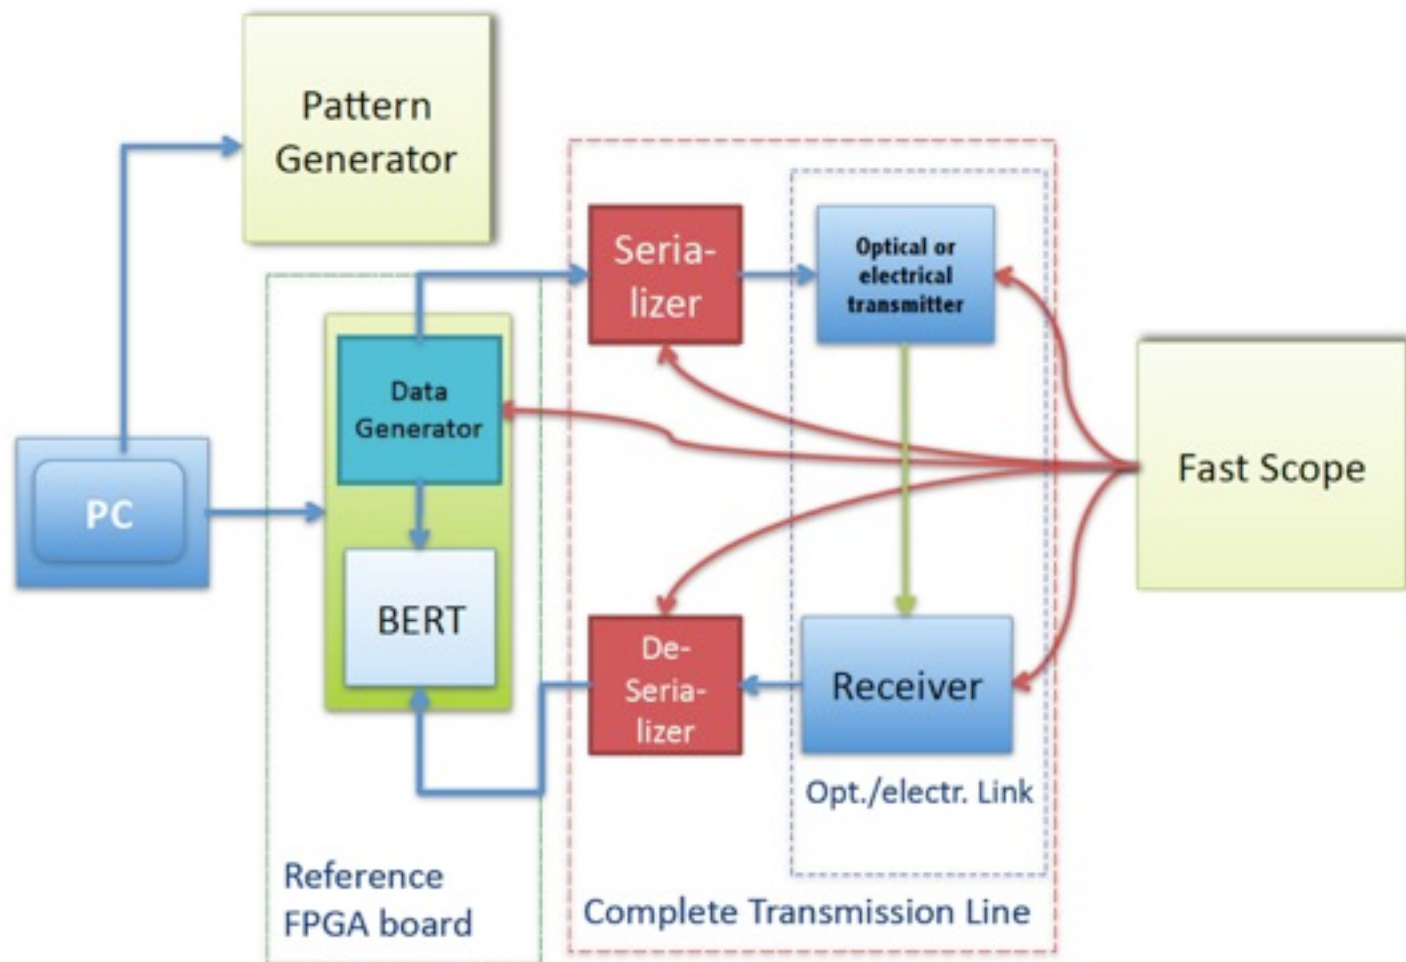 Pattern
Generator
Seria-
lizer
Optical or
electrical
transmitter
Data
Generator
PC
Fast Scope
BERT
De-
Seria-
lizer
Receiver
Opt./electr. Link
Reference
FPGA board
Complete Transmission Line